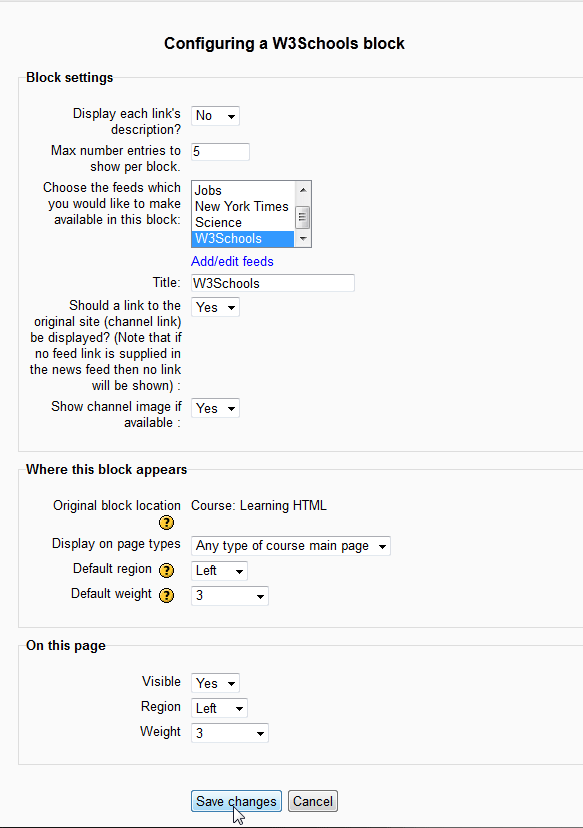 Configuring a W3Schools block
Block settings
Display each link's
description?
No
Max number entries to
show per block.
5
Choose the feeds which
you would like to make
available in this block:
Jobs
New York Times
Science
W3Schools
Add/edit feeds
Title:
W3Schools
Should a link to the
original site (channel link)
be displayed? (Note that if
no feed link is supplied in
the news feed then no link
will be shown) :
Yes
Show channel image if
available :
Yes
Where this block appears
Original block location
?
Course: Learning HTML
Display on page types
Any type of course main page
Default region ?
Left
Default weight ?
3
On this page
Visible
Yes
Region
Left
Weight
3
Save changes
Cancel